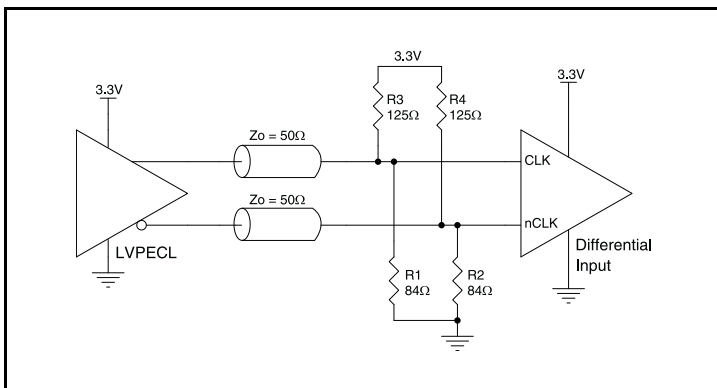 3.3V
3.3V
3.3V
R3
125Ω
R4
125Ω
Zo = 50Ω
CLK
Zo = 50Ω
nCLK
LVPECL
Differential
Input
R1
84Ω
R2
84Ω